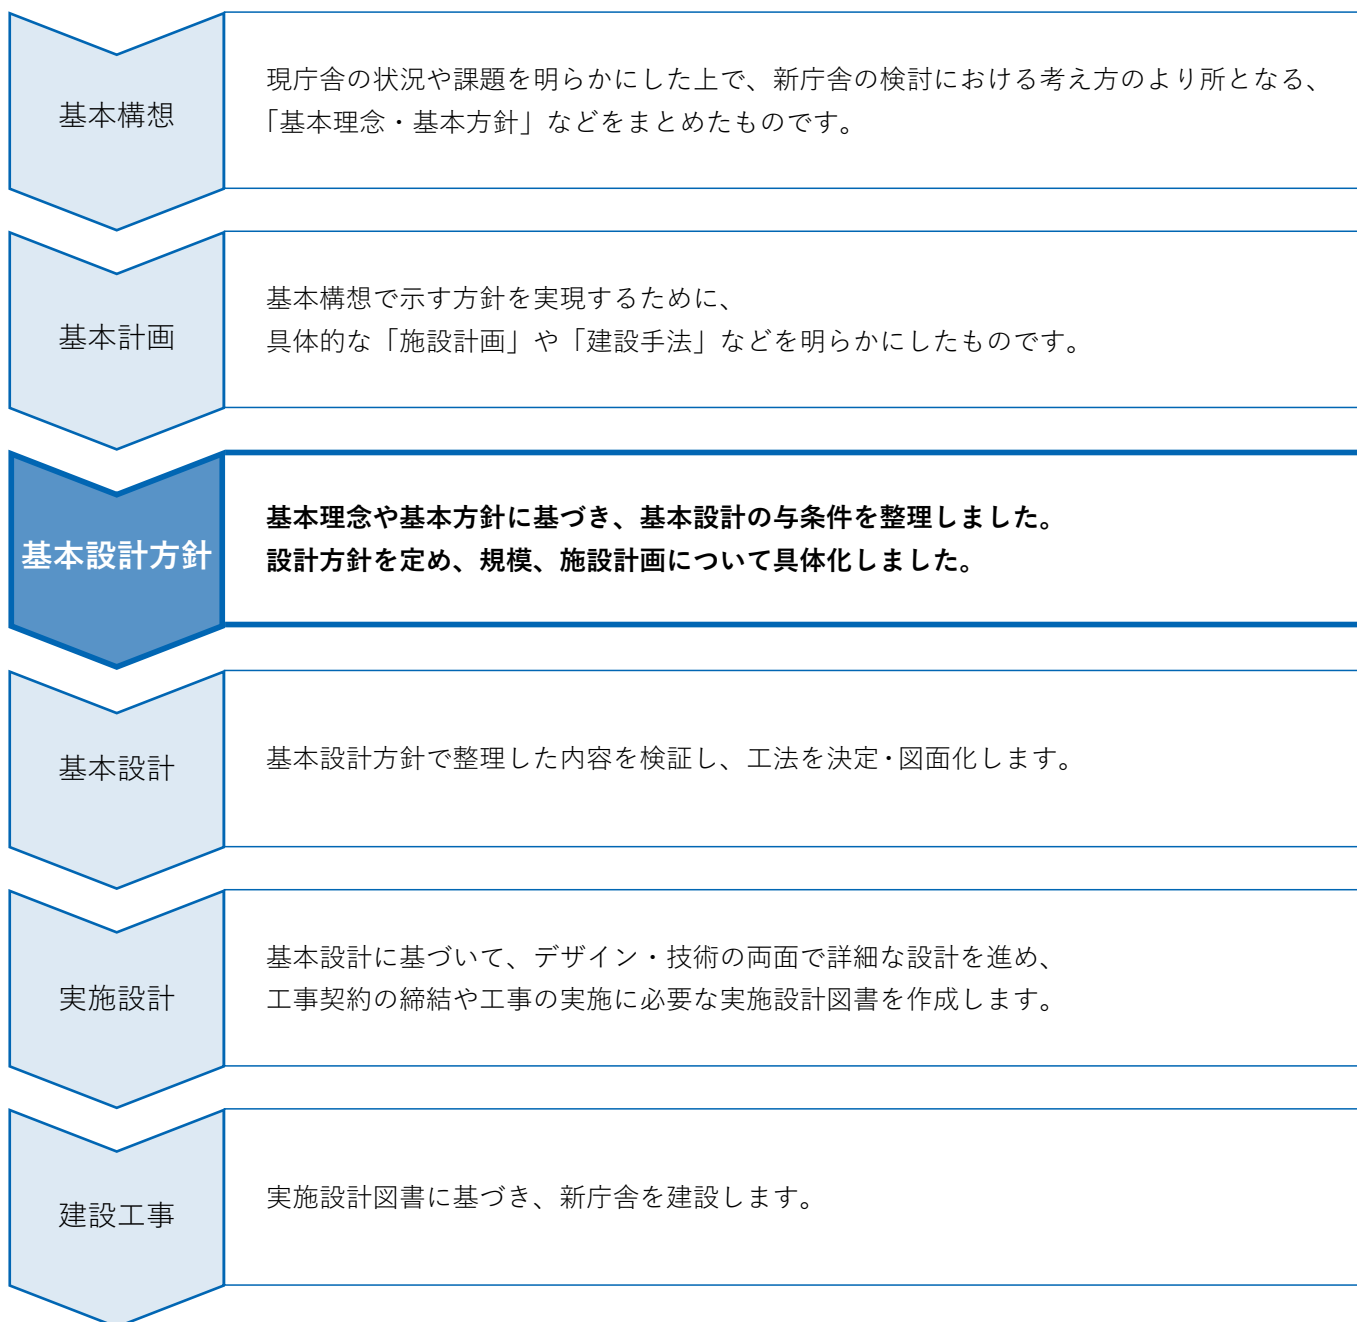 基本構想
現庁舎の状況や課題を明らかにした上で、新庁舎の検討における考え方のより所となる、
「基本理念・基本方針」などをまとめたものです。
基本計画
基本構想で示す方針を実現するために、
具体的な「施設計画」や「建設手法」などを明らかにしたものです。
基本設計方針
基本理念や基本方針に基づき、基本設計の与条件を整理しました。
設計方針を定め、規模、施設計画について具体化しました。
基本設計
基本設計方針で整理した内容を検証し、工法を決定・図面化します。
実施設計
基本設計に基づいて、デザイン・技術の両面で詳細な設計を進め、
工事契約の締結や工事の実施に必要な実施設計図書を作成します。
建設工事
実施設計図書に基づき、新庁舎を建設します。